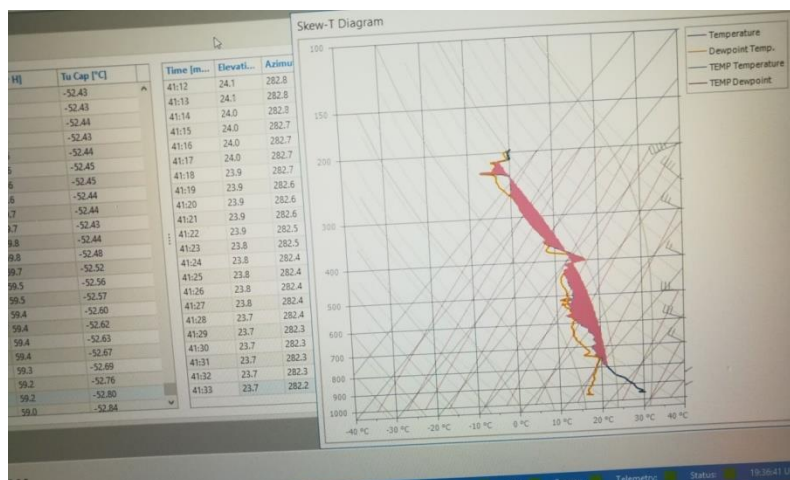 Skew-T Diagram
H]
Tu Cap [°C]
Time [m...
Elevati...
Azimu
-52.43
-52.43
-52.44
-52.43
-52.44
-52.45
-52.45
-52.44
-52.44
-52.43
-52.44
-52.48
-52.52
-52.56
-52.57
-52.60
-52.62
-52.63
-52.67
-52.69
-52.76
-52.80
-52.84
9.8
9.8
59.7
59.5
59.5
59.4
59.4
59.4
59.4
59.3
59.2
59.2
59.0
41:12 24.1 282.8
41:13 24.1 282.8
41:14 24.0 282.8
41:15 24.0 282.7
41:16 24.0 282.7
41:17 24.0 282.7
41:18 23.9 282.7
41:19 23.9 282.6
41:20 23.9 282.6
41:21 23.9 282.6
41:22 23.9 282.5
41:23 23.8 282.5
41:24 23.8 282.4
41:25 23.8 282.4
41:26 23.8 282.4
41:27 23.8 282.4
41:28 23.7 282.4
41:29 23.7 282.3
41:30 23.7 282.3
41:31 23.7 282.3
41:32 23.7 282.3
41:33 23.7 282.2
100
150
200
300
400
500
600
700
800
900
1000
-40 °C -30 °C -20 °C -10 °C 0 °C 10 °C 20 °C 30 °C 40 °C
Temperature
Dewpoint Temp.
TEMP Temperature
TEMP Dewpoint
Telemetry:
Status:
19:36:41 U